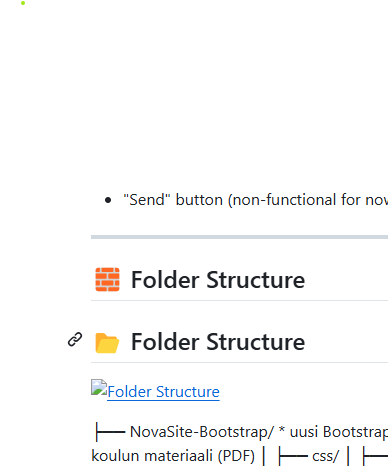 "Send" button (non-functional for now
Folder Structure
Folder Structure
Folder Structure
├── NovaSite-Bootstrap/ * uusi Bootstrap
koulun materiaali (PDF) │ ├── css/ │ ├──